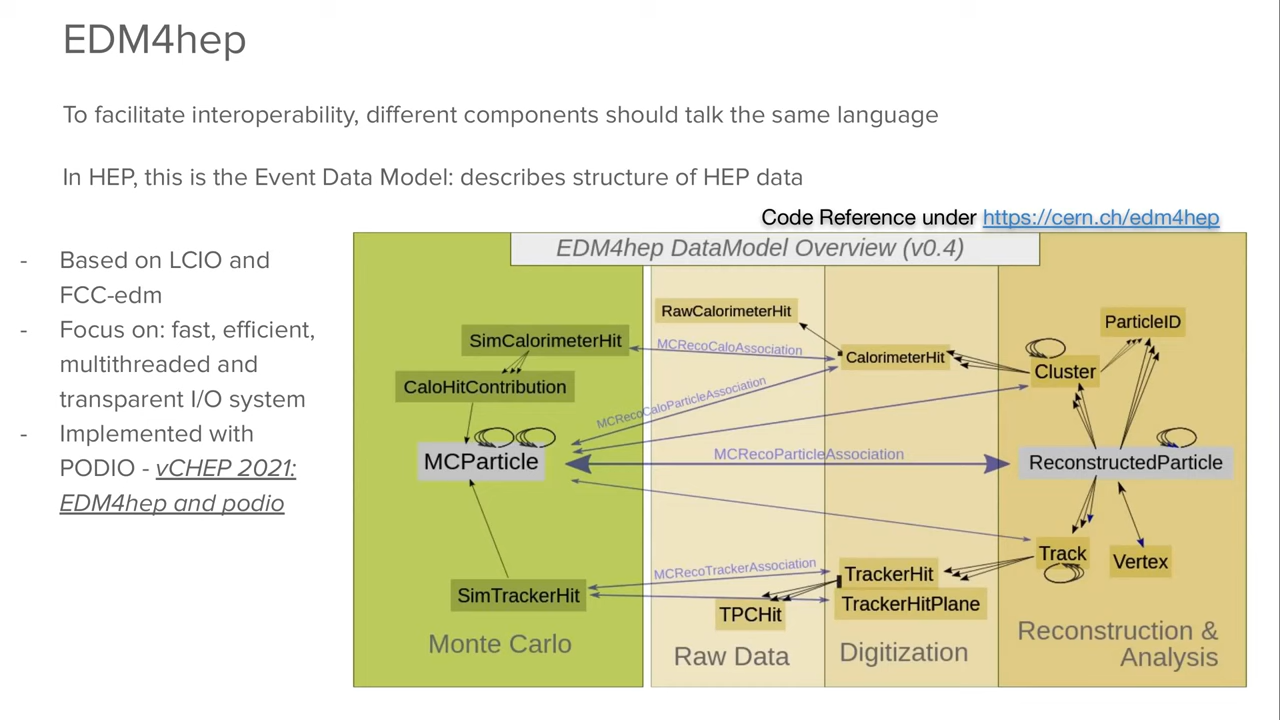 EDM4hep
To facilitate interoperability, different components should talk the same language
In HEP, this is the Event Data Model: describes structure of HEP data
Code Reference under https://cern.ch/edm4hep
- Based on LCIO and
FCC-edm
- Focus on: fast, efficient,
multithreaded and
transparent I/O system
- Implemented with
PODIO - vCHEP 2021:
EDM4hep and podio
EDM4hep DataModel Overview (v0.4)
SimCalorimeterHit
CaloHitContribution
MCParticle
SimTrackerHit
Monte Carlo
RawCalorimeterHit
MCRecoCaloAssociation
MCRecoCaloParticleAssociation
MCRecoParticleAssociation
MCRecoTrackerAssociation
TPCHit
Raw Data
CalorimeterHit
TrackerHit
TrackerHitPlane
Digitization
ParticleID
Cluster
ReconstructedParticle
Track
Vertex
Reconstruction &
Analysis